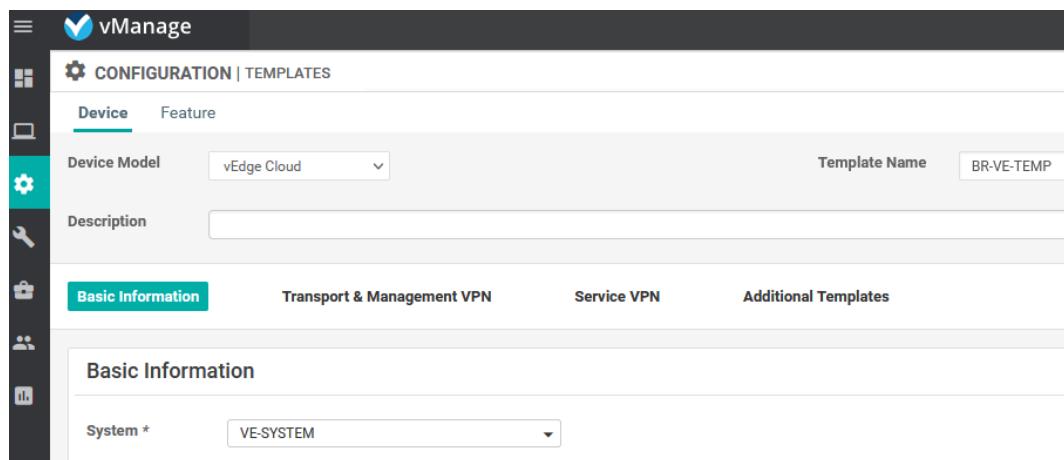 vManage
CONFIGURATION | TEMPLATES
Device Feature
Device Model vEdge Cloud Template Name BR-VE-TEMP
Description
Basic Information Transport & Management VPN Service VPN Additional Templates
Basic Information
System * VE-SYSTEM